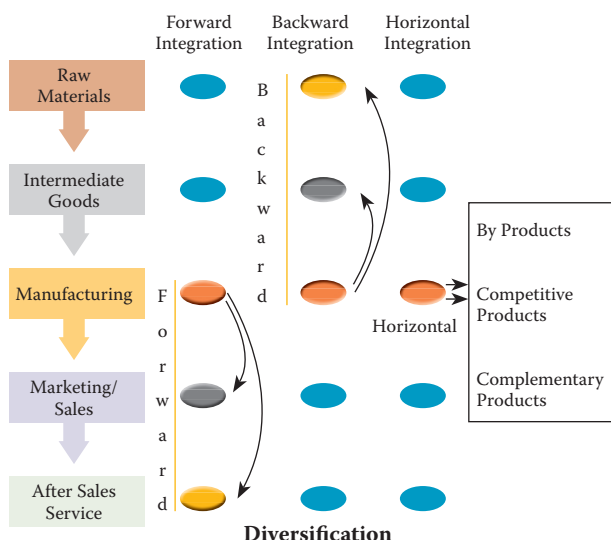 Forward
Integration
Backward
Integration
Horizontal
Integration
Raw
Materials
Intermediate
Goods
Manufacturing
Marketing/
Sales
After Sales
Service
F
o
r
w
a
r
d
B
a
c
k
w
a
r
d
Horizontal
By Products
Competitive
Products
Complementary
Products
Diversification